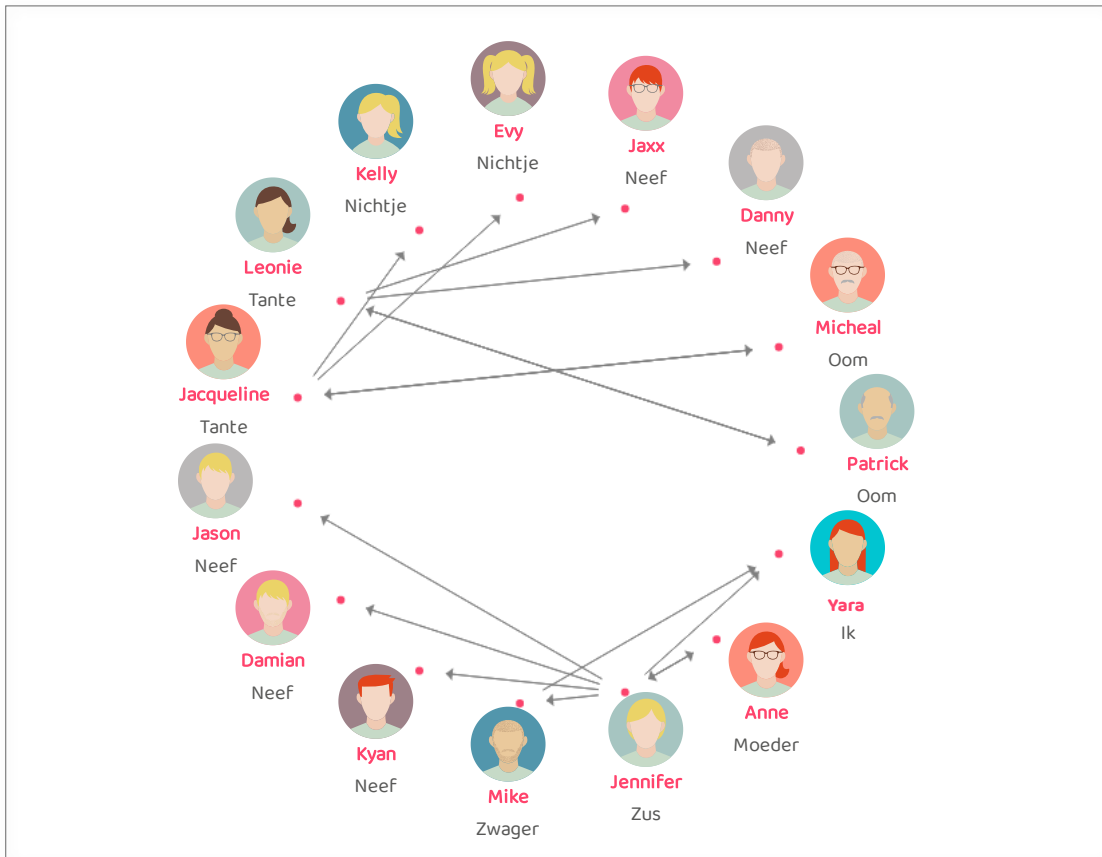 Evy
Nichtje
Jaxx
Neef
Kelly
Nichtje
Danny
Neef
Leonie
Tante
Micheal
Oom
Jacqueline
Tante
Patrick
Oom
Jason
Neef
Yara
Ik
Damian
Neef
Anne
Moeder
Kyan
Neef
Jennifer
Zus
Mike
Zwager